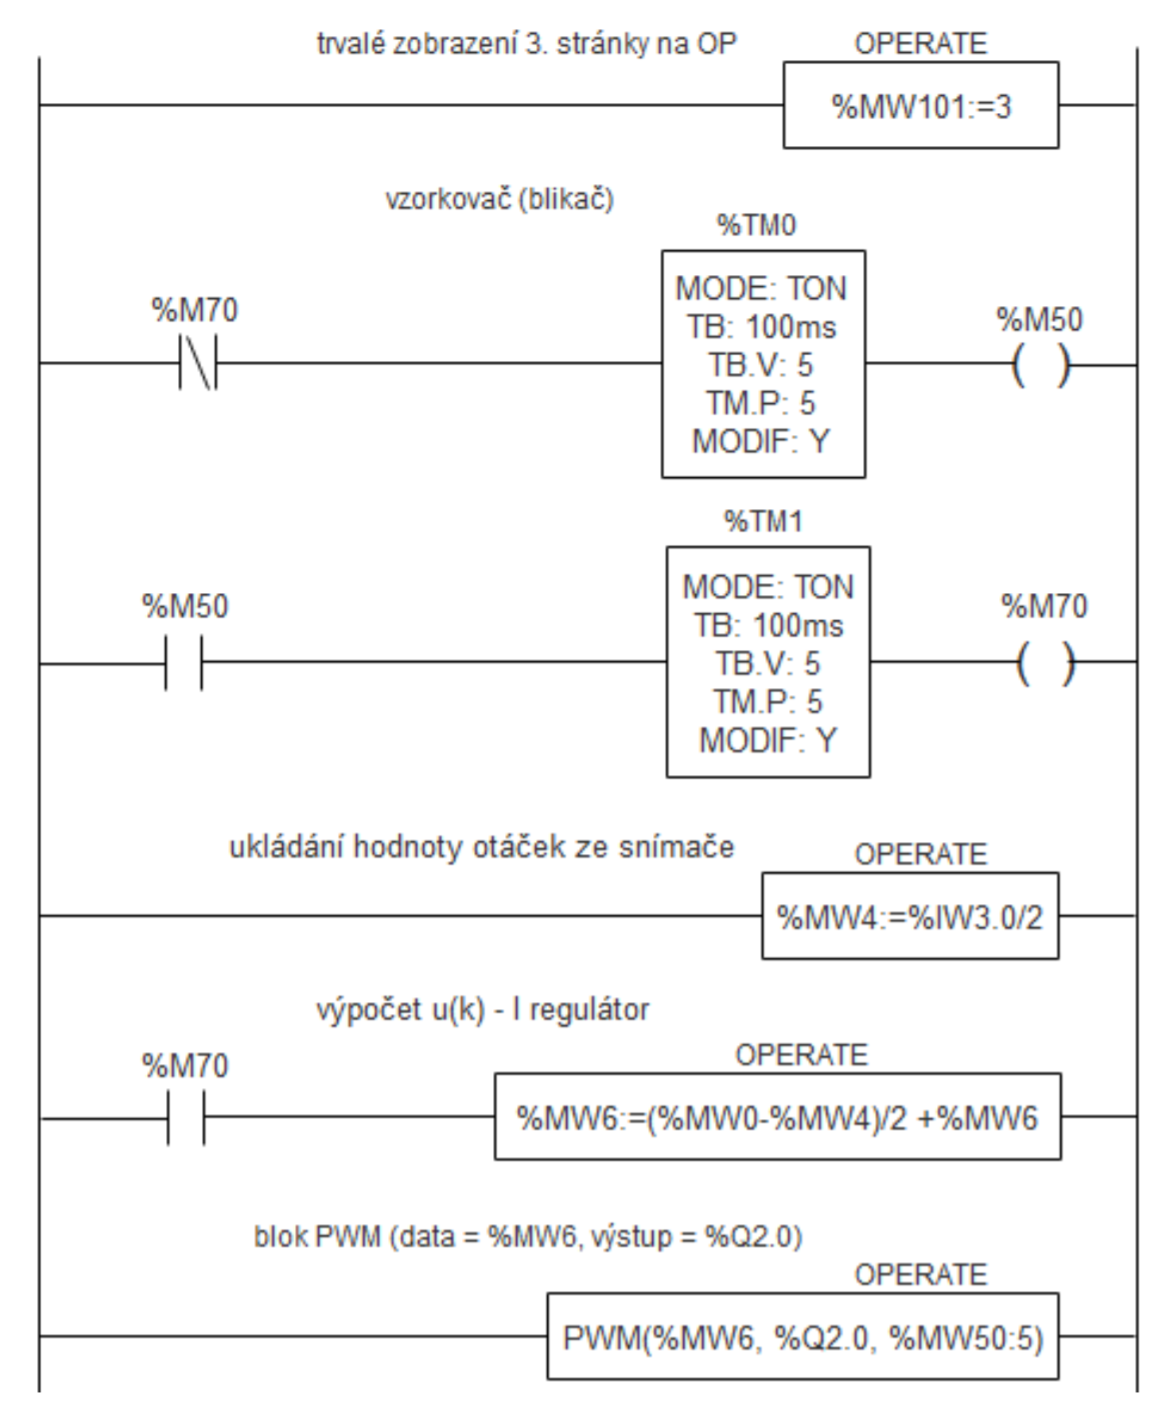 trvalé zobrazení 3. stránky na OP
OPERATE
%MW101:=3
vzorkovač (blikač)
%TM0
%M70
MODE: TON
TB: 100ms
TB.V: 5
TM.P: 5
MODIF: Y
%M50
%TM1
%M50
MODE: TON
TB: 100ms
TB.V: 5
TM.P: 5
MODIF: Y
%M70
ukládání hodnoty otáček ze snímače
OPERATE
%MW4:=%IW3.0/2
výpočet u(k) - I regulátor
%M70
OPERATE
%MW6:=(%MW0-%MW4)/2 +%MW6
blok PWM (data = %MW6, výstup = %Q2.0)
OPERATE
PWM(%MW6, %Q2.0, %MW50:5)